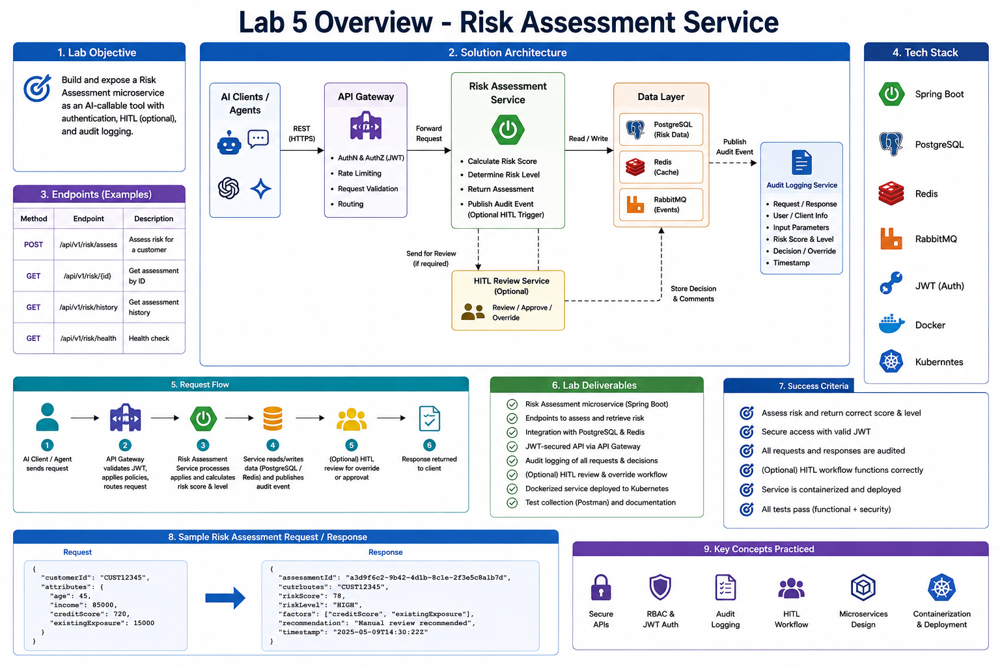 Lab 5 Overview - Risk Assessment Service
1. Lab Objective
Build and expose a Risk
Assessment microservice
as an AI-callable tool with
authentication, HITL (optional),
and audit logging.
2. Solution Architecture
AI Clients /
Agents
REST
(HTTPS)
API Gateway
• AuthN & AuthZ (JWT)
• Rate Limiting
• Request Validation
• Routing
Forward
Request
Risk Assessment
Service
• Calculate Risk Score
• Determine Risk Level
• Return Assessment
• Publish Audit Event
(Optional HITL Trigger)
Read / Write
Data Layer
PostgreSQL
(Risk Data)
Redis
(Cache)
RabbitMQ
(Events)
Publish
Audit Event
Audit Logging Service
• Request / Response
• User / Client Info
• Input Parameters
• Risk Score & Level
• Decision / Override
• Timestamp
Send for Review
(if required)
HITL Review Service
(Optional)
Review / Approve /
Override
Store Decision
& Comments
3. Endpoints (Examples)
Method Endpoint Description
POST /api/v1/risk/assess Assess risk for
a customer
GET /api/v1/risk/{id} Get assessment
by ID
GET /api/v1/risk/history Get assessment
history
GET /api/v1/risk/health Health check
4. Tech Stack
Spring Boot
PostgreSQL
Redis
RabbitMQ
JWT (Auth)
Docker
Kubernntes
5. Request Flow
1
AI Client / Agent
sends request
2
API Gateway
validates JWT,
applies policies,
routes request
3
Risk Assessment
Service processes
applies and calculates
risk score & level
4
Service reads/writes
data (PostgreSQL /
Redis) and publishes
audit event
5
(Optional) HITL
review for override
or approvat
6
Response returned
to client
6. Lab Deliverables
Risk Assessment microservice (Spring Boot)
Endpoints to assess and retrieve risk
Integration with PostgreSQL & Redis
JWT-secured API via API Gateway
Audit logging of all requests & decisions
(Optional) HITL review & override workflow
Dockerized service deployed to Kubernetes
Test collection (Postman) and documentation
7. Success Criteria
Assess risk and return correct score & level
Secure access with valid JWT
All requests and responses are audited
(Optional) HITL workflow functions correctly
Service is containerized and deployed
All tests pass (functional + security)
8. Sample Risk Assessment Request / Response
Request
{
"customerId": "CUST12345",
"attributes": {
"age": 45,
"income": 85000,
"creditScore": 720,
"existingExposure": 15000
}
}
Response
{
"assessmentId": "a3d9f6c2-9b42-4d1b-8c1e-2f3e5c8a1b7d",
"cutributes": "CUST12345",
"riskScore": 78,
"riskLevel": "HIGH",
"factors": ["creditScore", "existingExposure"],
"recommendation": "Manual review recommended",
"timestamp": "2025-05-09T14:30:22Z"
}
9. Key Concepts Practiced
Secure
APIs
RBAC &
JWT Auth
Audit
Logging
HITL
Workflow
Microservices
Design
Containerization
& Deployment